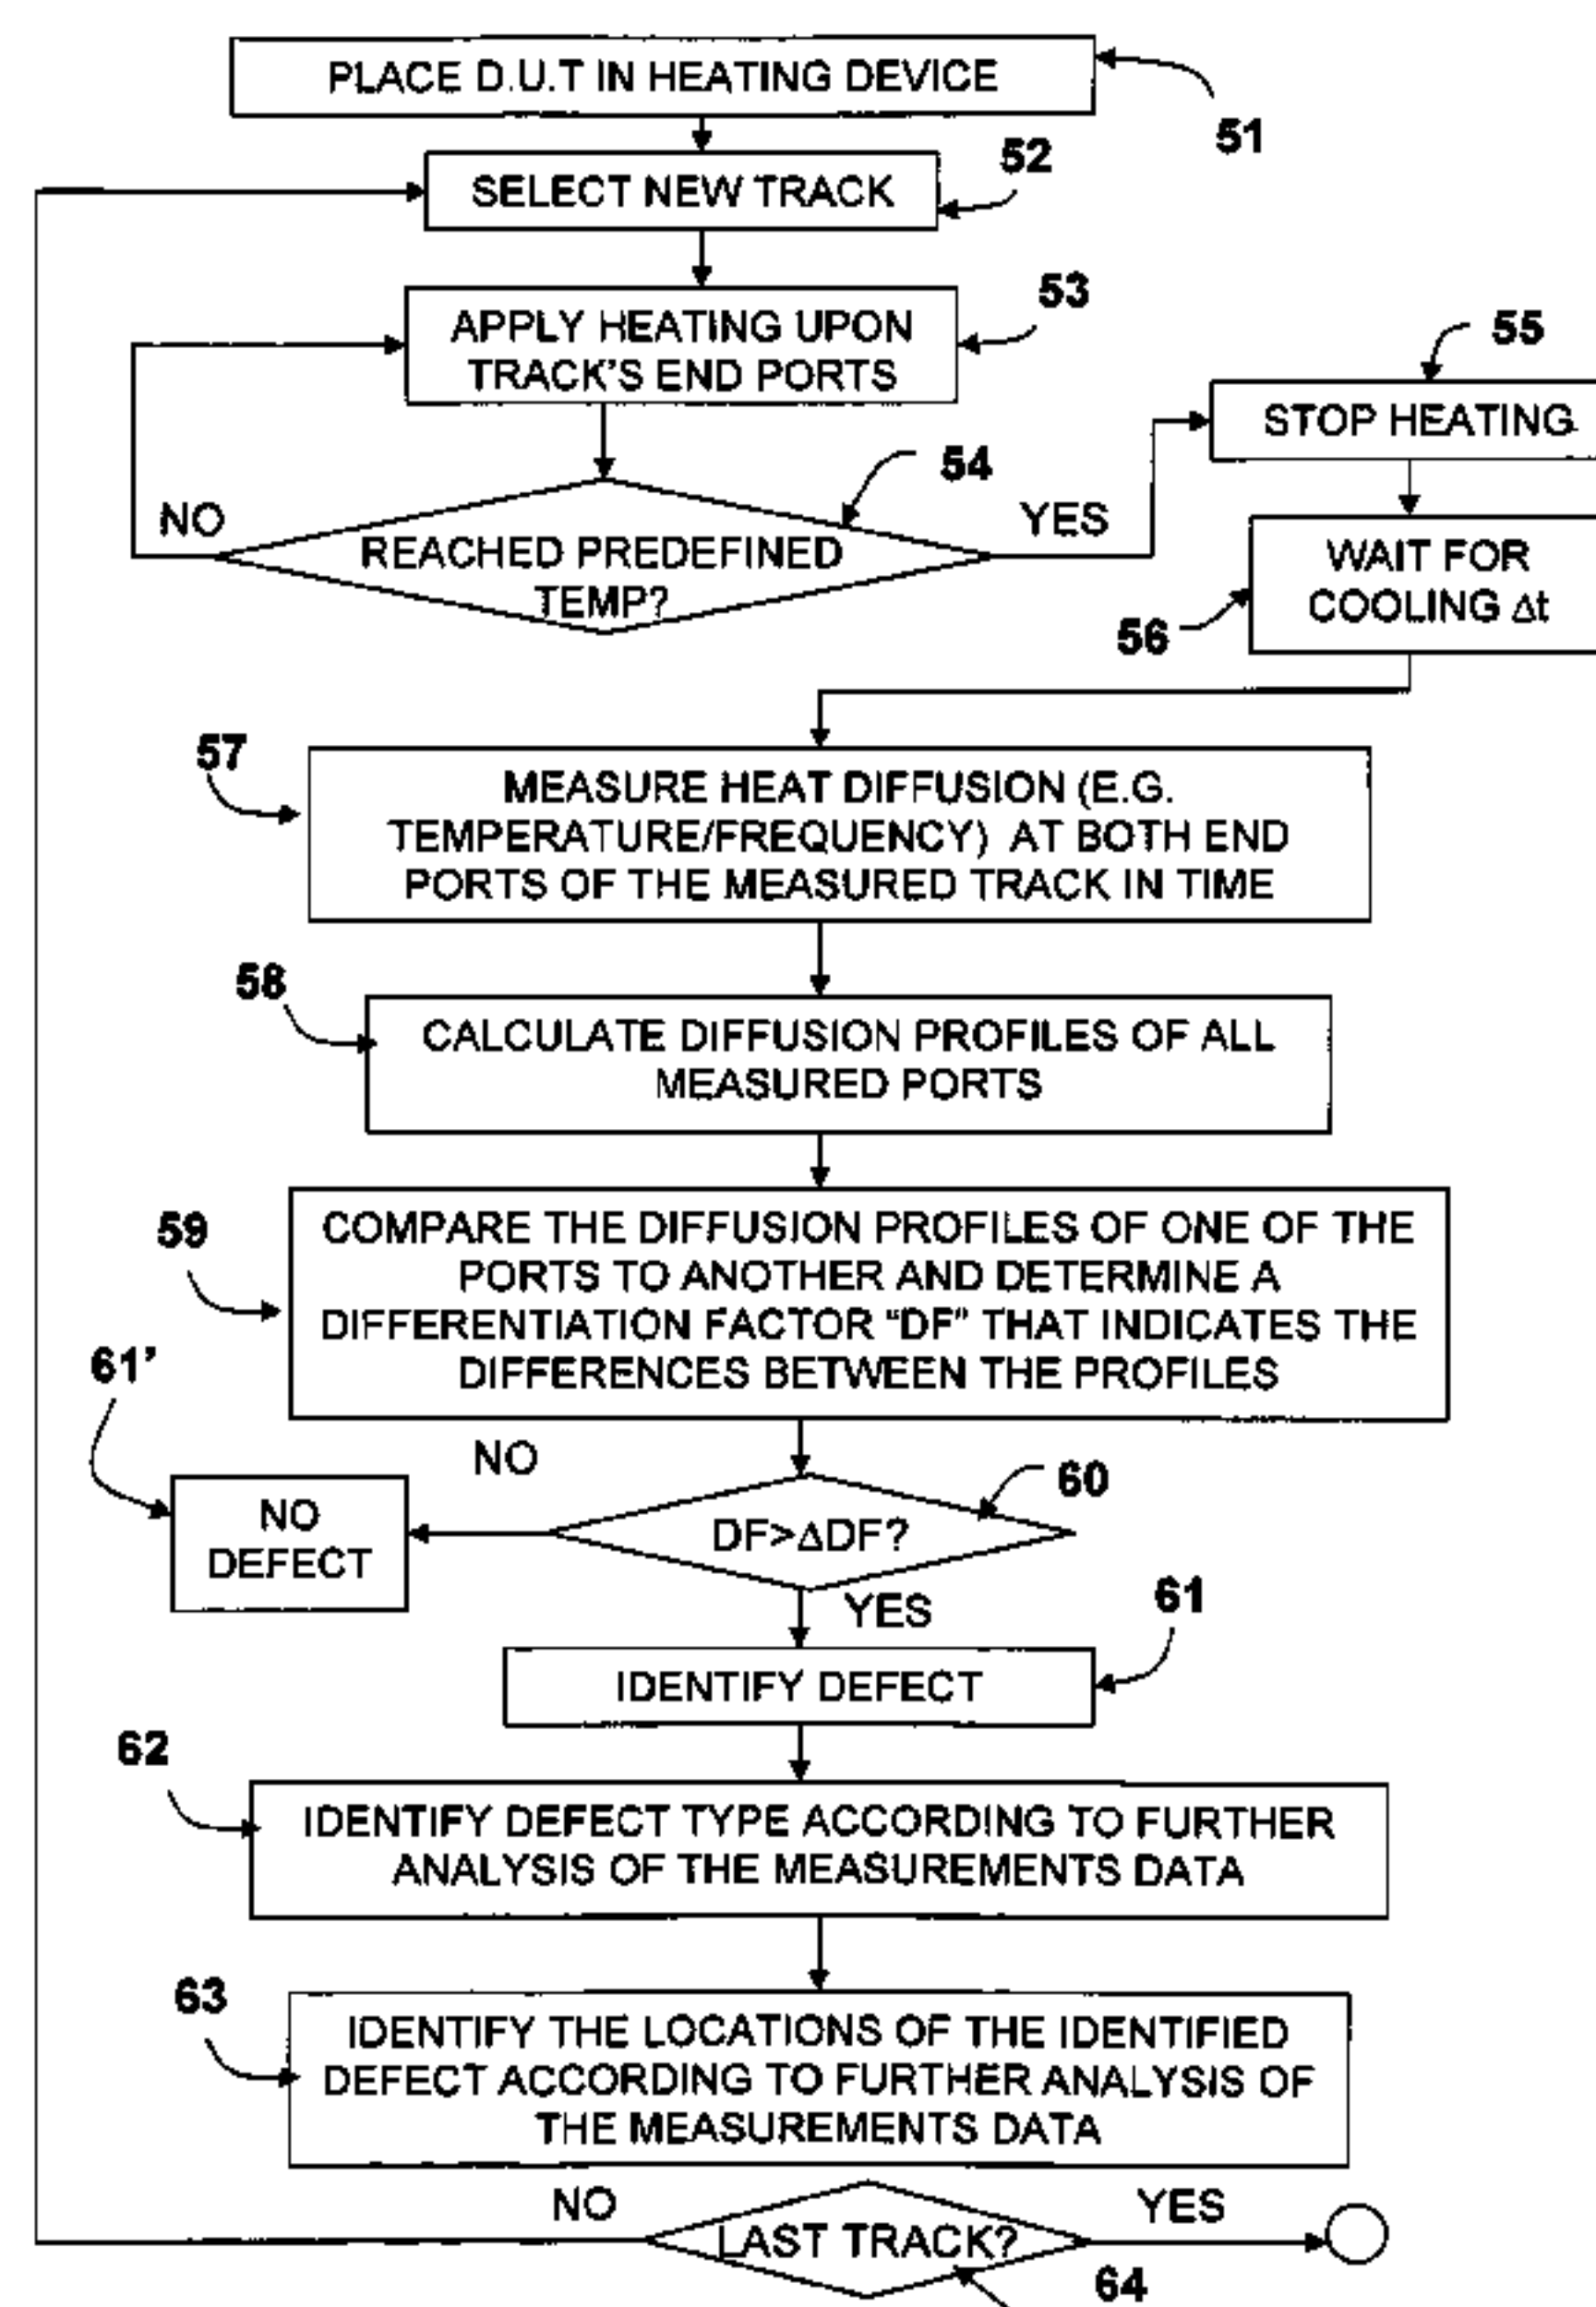 PLACE D.U.T IN HEATING DEVICE
51
52
SELECT NEW TRACK
53
APPLY HEATING UPON
TRACK'S END PORTS
55
STOP HEATING
54
NO
YES
REACHED PREDEFINED
TEMP?
WAIT FOR
COOLING Δt
56
57
MEASURE HEAT DIFFUSION (E.G.
TEMPERATURE/FREQUENCY) AT BOTH END
PORTS OF THE MEASURED TRACK IN TIME
58
CALCULATE DIFFUSION PROFILES OF ALL
MEASURED PORTS
59
COMPARE THE DIFFUSION PROFILES OF ONE OF THE
PORTS TO ANOTHER AND DETERMINE A
DIFFERENTIATION FACTOR "DF" THAT INDICATES THE
DIFFERENCES BETWEEN THE PROFILES
61'
NO
60
NO
DEFECT
DF>ΔDF?
YES
61
IDENTIFY DEFECT
62
IDENTIFY DEFECT TYPE ACCORDING TO FURTHER
ANALYSIS OF THE MEASUREMENTS DATA
63
IDENTIFY THE LOCATIONS OF THE IDENTIFIED
DEFECT ACCORDING TO FURTHER ANALYSIS OF
THE MEASUREMENTS DATA
NO
YES
LAST TRACK?
64